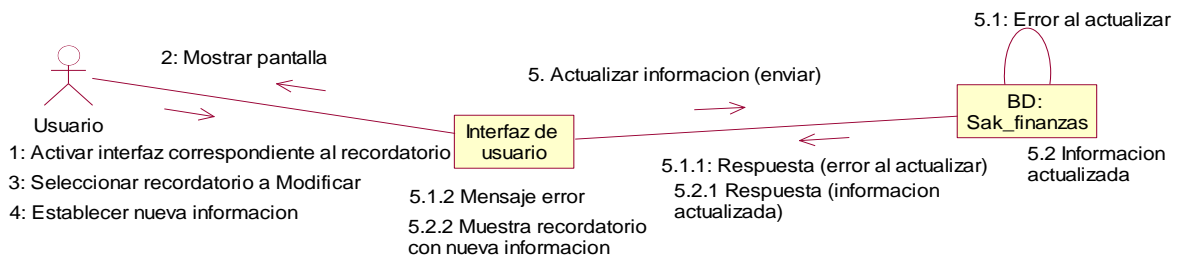 5.1: Error al actualizar
2: Mostrar pantalla
5. Actualizar informacion (enviar)
Usuario
BD:
Sak_finanzas
Interfaz de
usuario
1: Activar interfaz correspondiente al recordatorio
3: Seleccionar recordatorio a Modificar
4: Establecer nueva informacion
5.1.2 Mensaje error
5.2.2 Muestra recordatorio
con nueva informacion
5.1.1: Respuesta (error al actualizar)
5.2.1 Respuesta (informacion
actualizada)
5.2 Informacion
actualizada